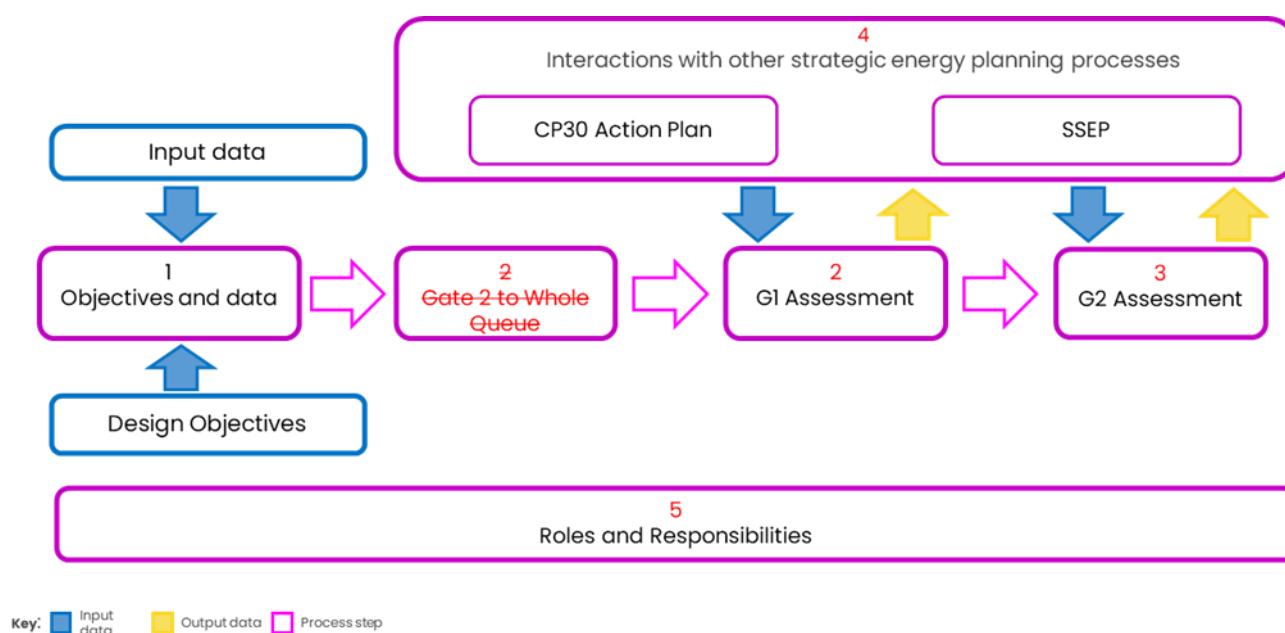 4
Interactions with other strategic energy planning processes
CP30 Action Plan
SSEP
Input data
1
Objectives and data
2
Gate 2 to Whole
Queue
2
G1 Assessment
3
G2 Assessment
Design Objectives
5
Roles and Responsibilities
Key:
Input
data
Output data
Process step